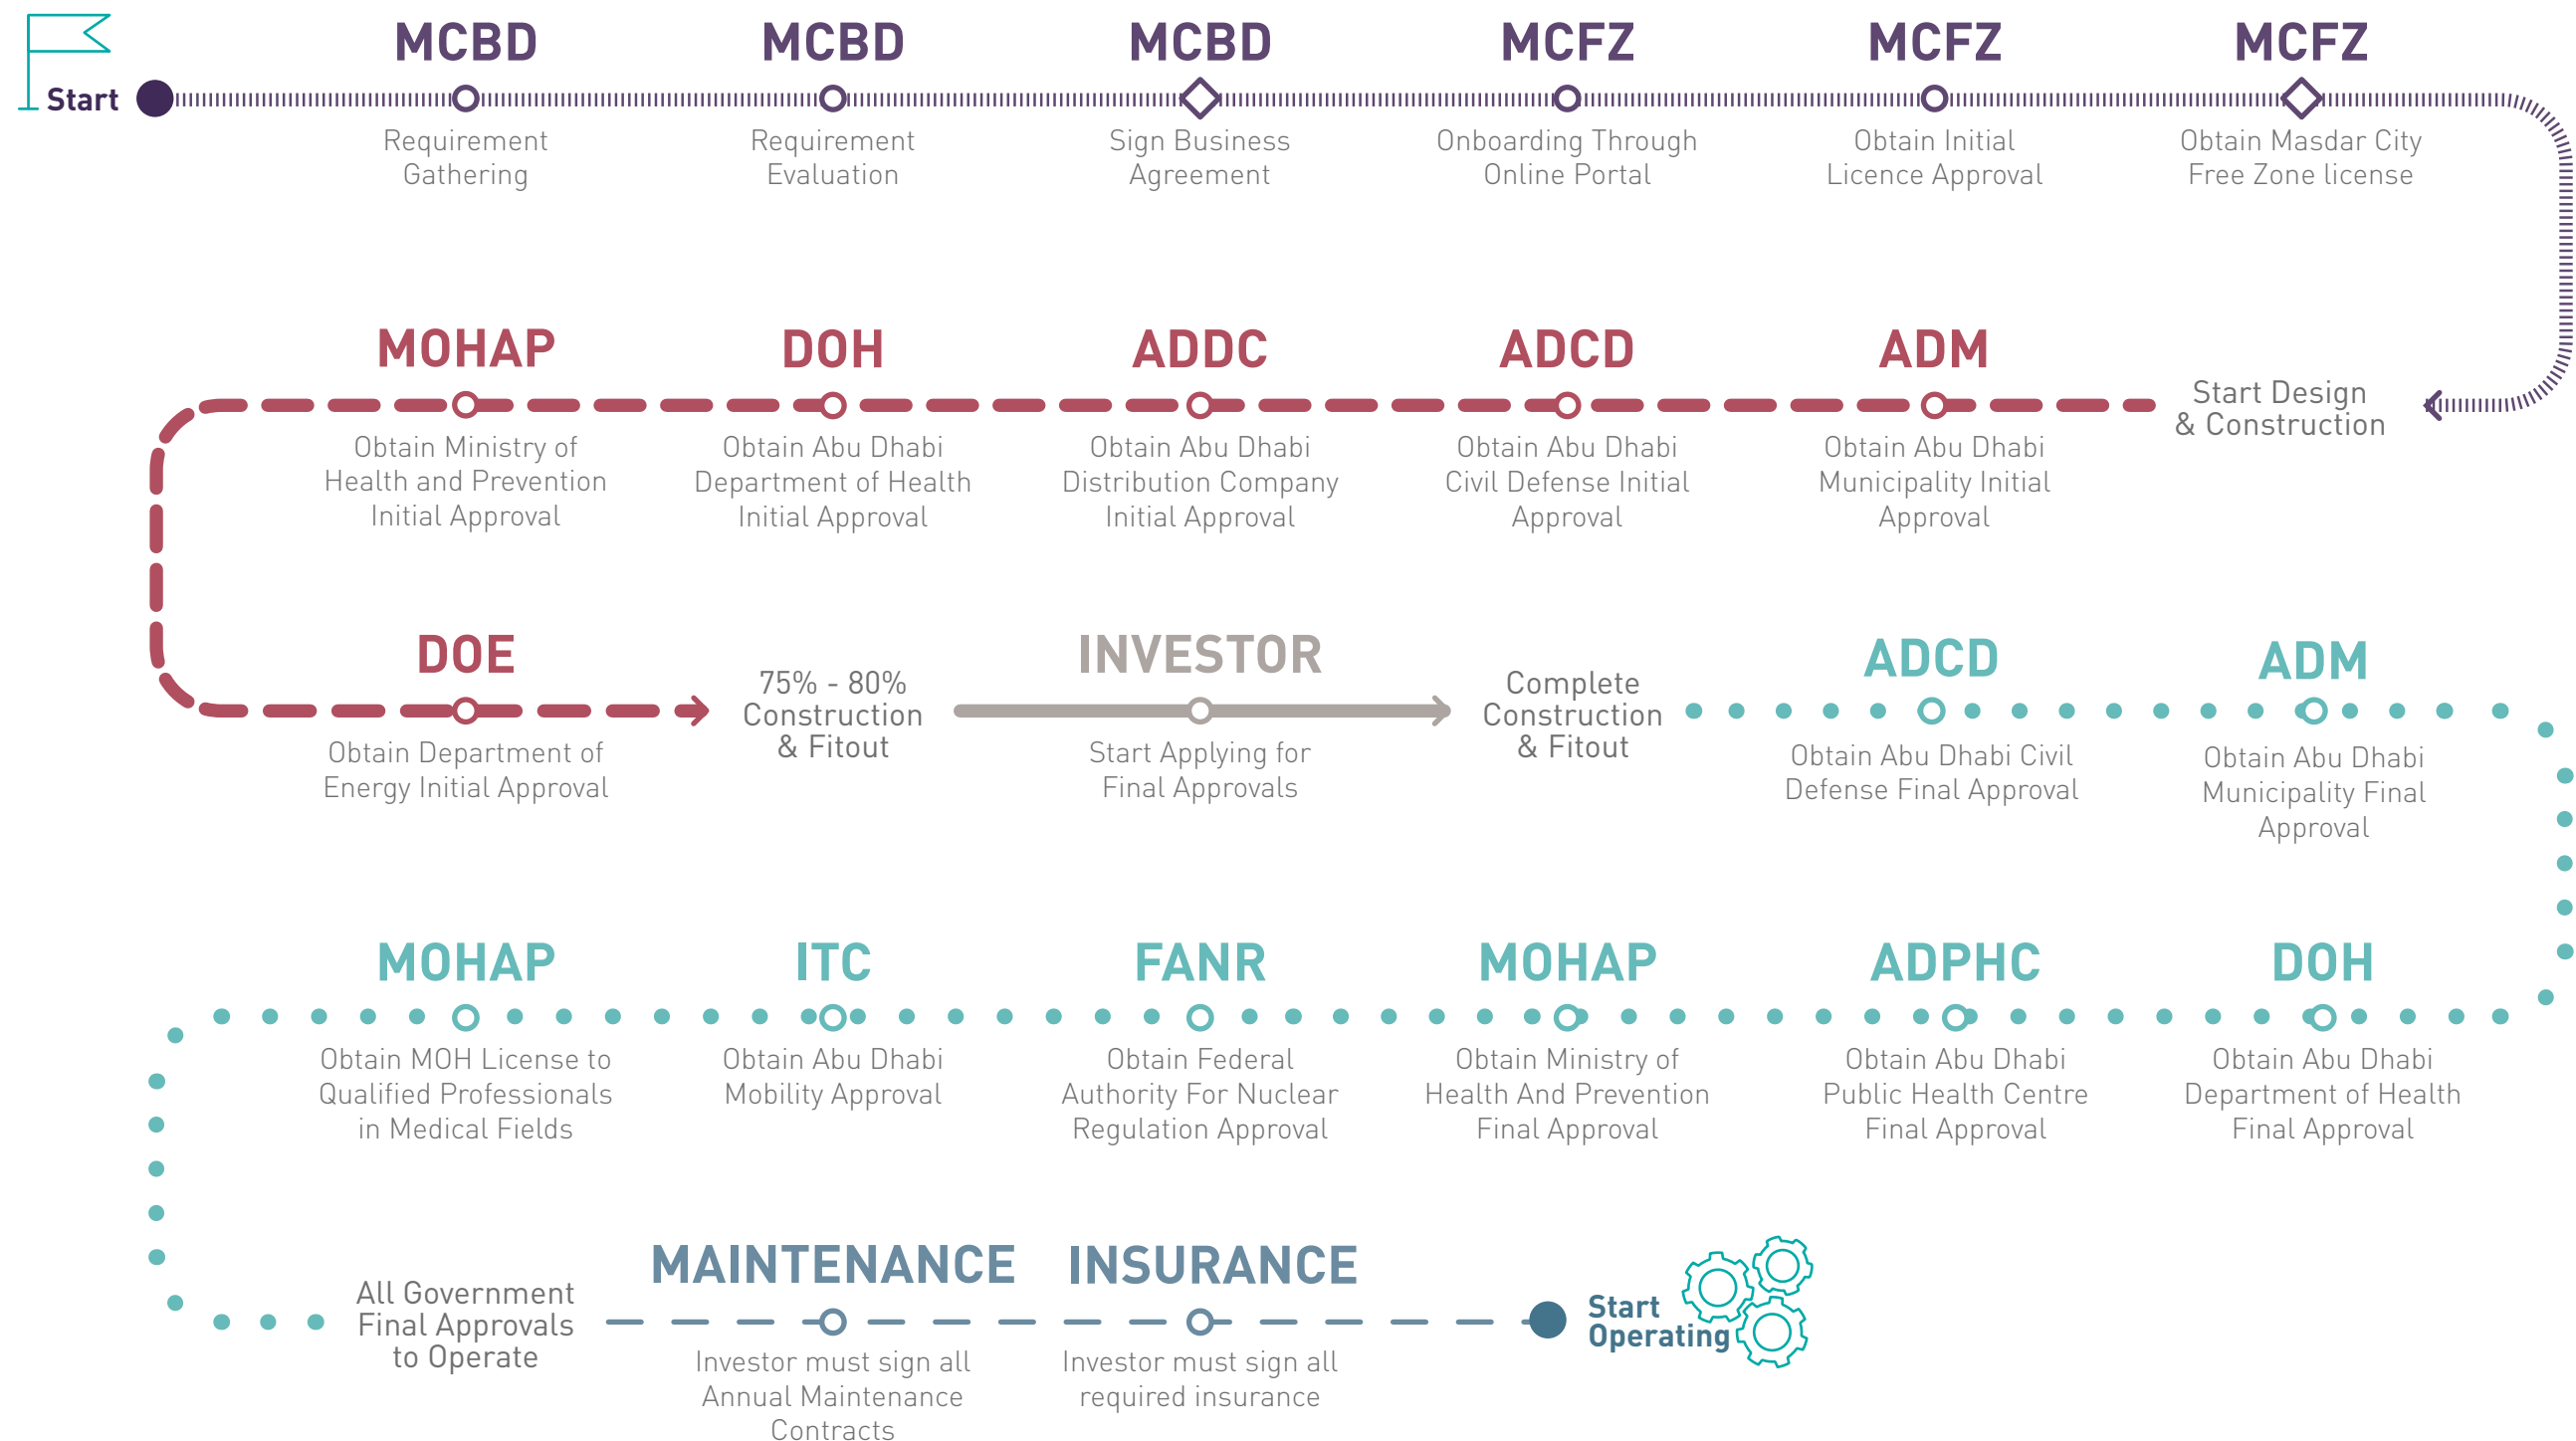 Start
MCBD
Requirement
Gathering
MCBD
Requirement
Evaluation
MCBD
Sign Business
Agreement
MCFZ
Onboarding Through
Online Portal
MCFZ
Obtain Initial
Licence Approval
MCFZ
Obtain Masdar City
Free Zone license
Start Design
& Construction
ADM
Obtain Abu Dhabi
Municipality Initial
Approval
ADCD
Obtain Abu Dhabi
Civil Defense Initial
Approval
ADDC
Obtain Abu Dhabi
Distribution Company
Initial Approval
DOH
Obtain Abu Dhabi
Department of Health
Initial Approval
MOHAP
Obtain Ministry of
Health and Prevention
Initial Approval
DOE
Obtain Department of
Energy Initial Approval
75% - 80%
Construction
& Fitout
INVESTOR
Start Applying for
Final Approvals
Complete
Construction
& Fitout
ADCD
Obtain Abu Dhabi Civil
Defense Final Approval
ADM
Obtain Abu Dhabi
Municipality Final
Approval
DOH
Obtain Abu Dhabi
Department of Health
Final Approval
ADPHC
Obtain Abu Dhabi
Public Health Centre
Final Approval
MOHAP
Obtain Ministry of
Health And Prevention
Final Approval
FANR
Obtain Federal
Authority For Nuclear
Regulation Approval
ITC
Obtain Abu Dhabi
Mobility Approval
MOHAP
Obtain MOH License to
Qualified Professionals
in Medical Fields
All Government
Final Approvals
to Operate
MAINTENANCE
Investor must sign all
Annual Maintenance
Contracts
INSURANCE
Investor must sign all
required insurance
Start
Operating